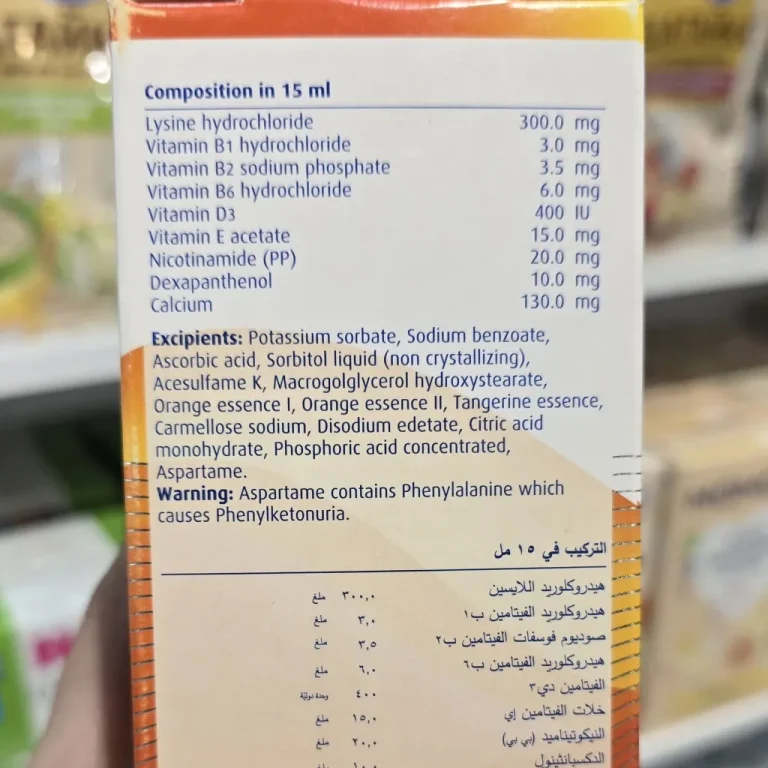 Composition in 15 ml
Lysine hydrochloride 300.0 mg
Vitamin B1 hydrochloride 3.0 mg
Vitamin B2 sodium phosphate 3.5 mg
Vitamin B6 hydrochloride 6.0 mg
Vitamin D3 400 IU
Vitamin E acetate 15.0 mg
Nicotinamide (PP) 20.0 mg
Dexapanthenol 10.0 mg
Calcium 130.0 mg
Excipients: Potassium sorbate, Sodium benzoate,
Ascorbic acid, Sorbitol liquid (non crystallizing),
Acesulfame K, Macrogolglycerol hydroxystearate,
Orange essence I, Orange essence II, Tangerine essence,
Carmellose sodium, Disodium edetate, Citric acid
monohydrate, Phosphoric acid concentrated,
Aspartame.
Warning: Aspartame contains Phenylalanine which
causes Phenylketonuria.
التركيب في ١٥ مل
هيدروكلوريد اللايسين ٣٠٠,٠ ملغ
هيدروكلوريد الفيتامين ب١ ٣,٠ ملغ
صوديوم فوسفات الفيتامين ب٢ ٣,٥ ملغ
هيدروكلوريد الفيتامين ب٦ ٦,٠ ملغ
الفيتامين دي٣ ٤٠٠ وحدة دوليّة
خلات الفيتامين إي ١٥,٠ ملغ
النيكوتيناميد (بي بي) ٢٠,٠ ملغ
الدكسبانثينول